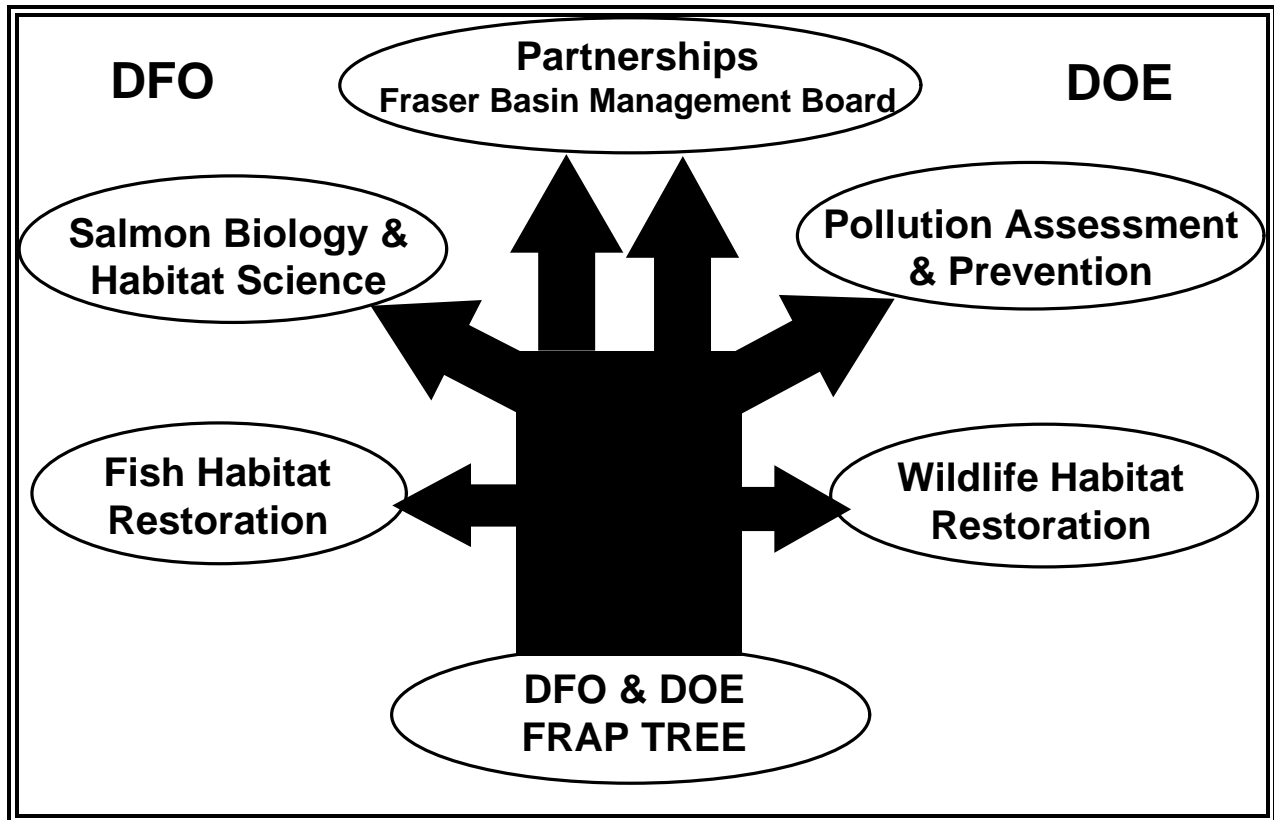 DFO
Partnerships
Fraser Basin Management Board
DOE
Salmon Biology &
Habitat Science
Pollution Assessment
& Prevention
Fish Habitat
Restoration
Wildlife Habitat
Restoration
DFO & DOE
FRAP TREE